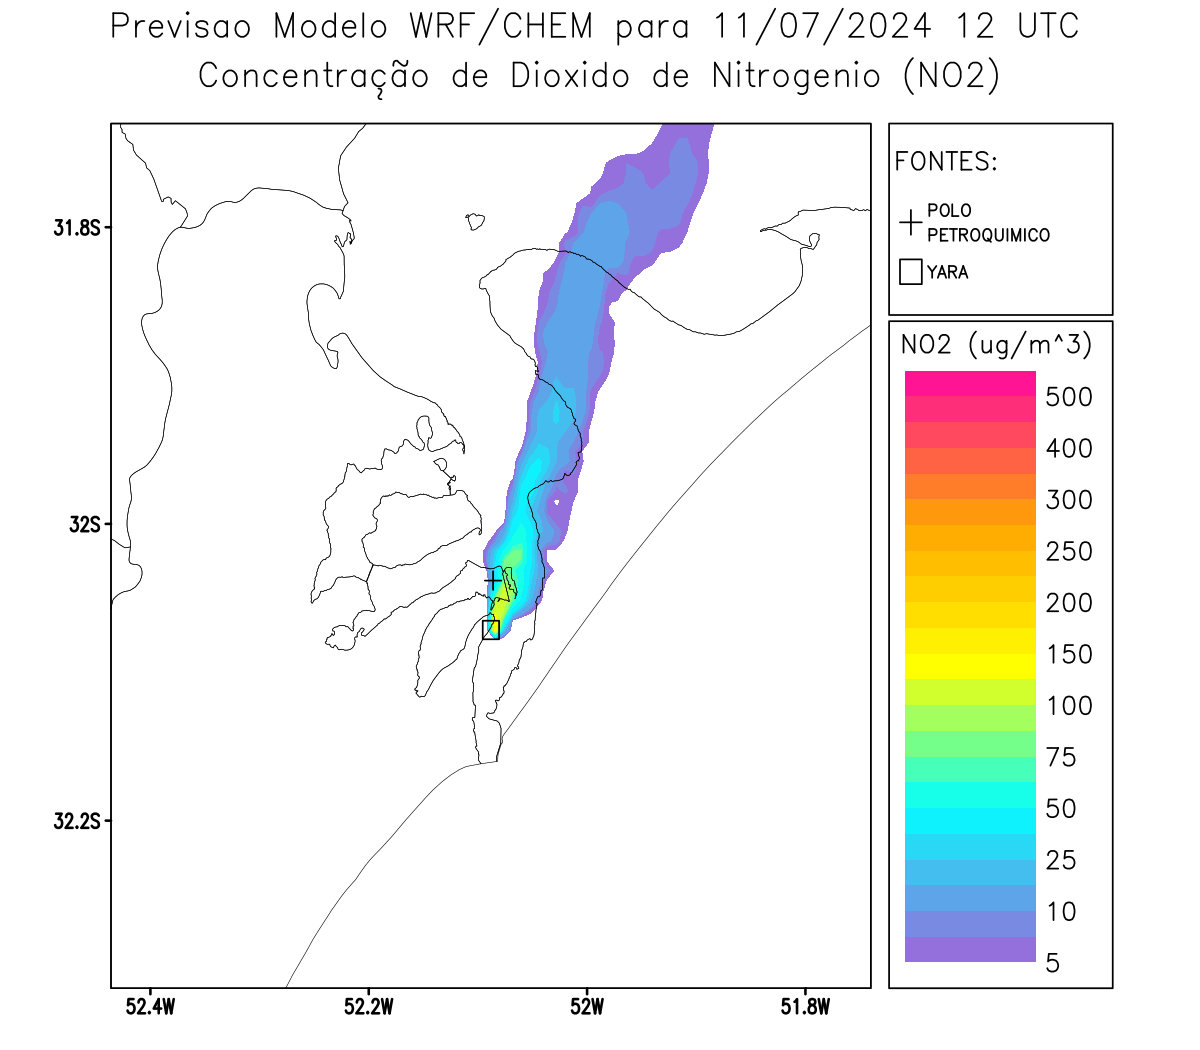 Previsao Modelo WRF/CHEM para 11/07/2024 12 UTC
Concentração de Dioxido de Nitrogenio (NO2)
FONTES:
POLO
PETROQUIMICO
YARA
NO2 (ug/m^3)
500
400
300
250
200
150
100
75
50
25
10
5
31.8S
32S
32.2S
52.4W
52.2W
52W
51.8W